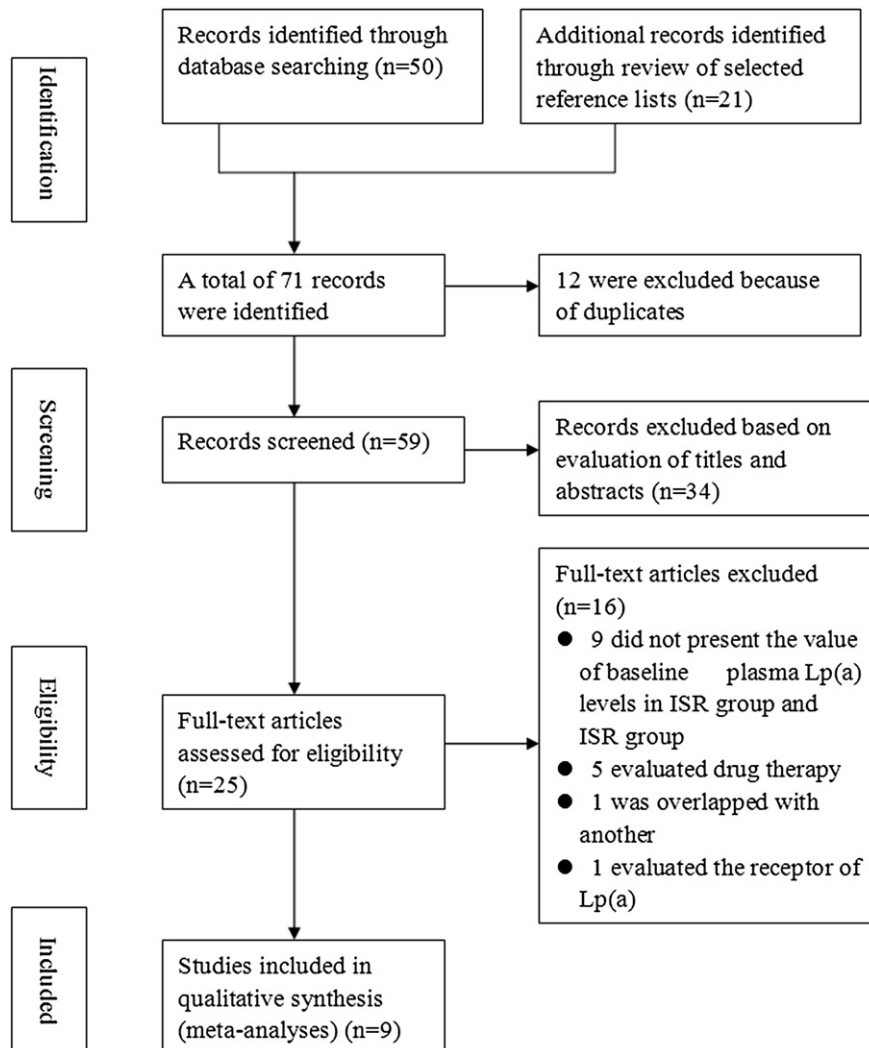 Identification
Records identified through
database searching (n=50)
Additional records identified
through review of selected
reference lists (n=21)
A total of 71 records
were identified
12 were excluded because
of duplicates
Screening
Records screened (n=59)
Records excluded based on
evaluation of titles and
abstracts (n=34)
Eligibility
Full-text articles
assessed for eligibility
(n=25)
Full-text articles excluded
(n=16)
● 9 did not present the value
of baseline plasma Lp(a)
levels in ISR group and
ISR group
● 5 evaluated drug therapy
● 1 was overlapped with
another
● 1 evaluated the receptor of
Lp(a)
Included
Studies included in
qualitative synthesis
(meta-analyses) (n=9)